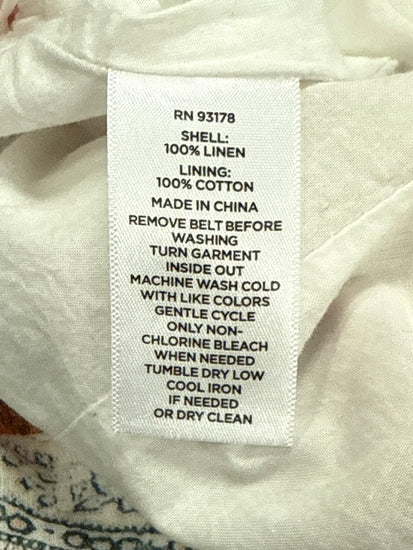 RN 93178
SHELL:
100% LINEN
LINING:
100% COTTON
MADE IN CHINA
REMOVE BELT BEFORE
WASHING
TURN GARMENT
INSIDE OUT
MACHINE WASH COLD
WITH LIKE COLORS
GENTLE CYCLE
ONLY NON-
CHLORINE BLEACH
WHEN NEEDED
TUMBLE DRY LOW
COOL IRON
IF NEEDED
OR DRY CLEAN